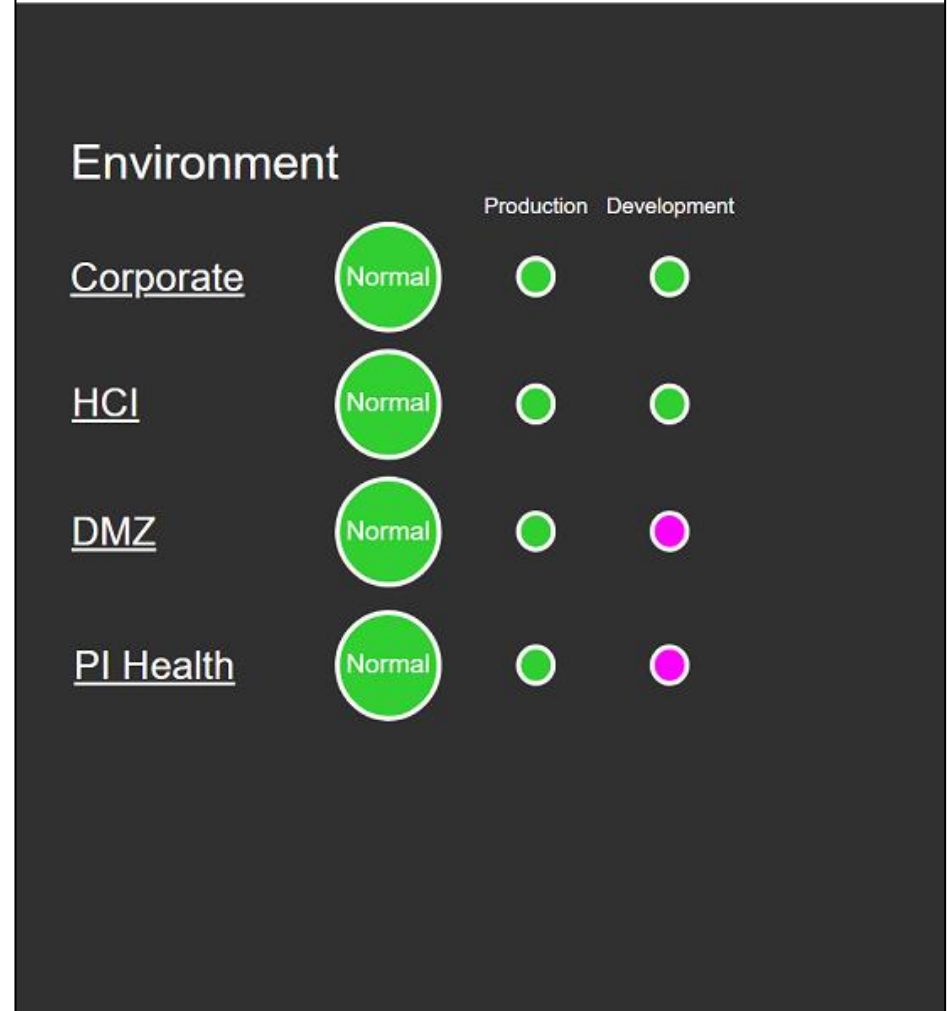 Environment
Production Development
Corporate Normal
HCI Normal
DMZ Normal
PI Health Normal